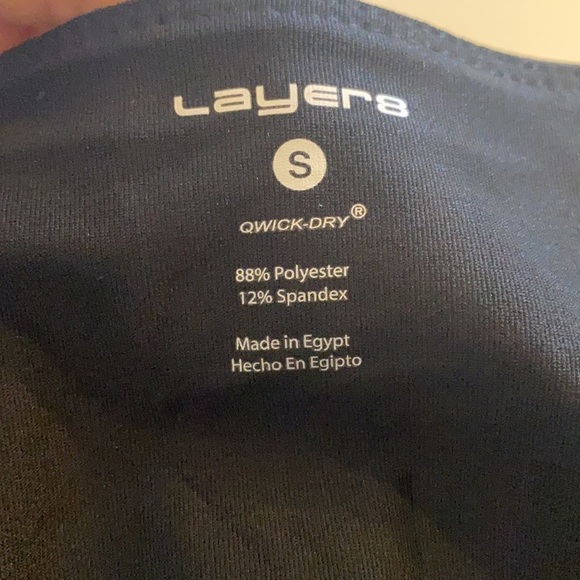 Layer8
S
QWICK-DRY®
88% Polyester
12% Spandex
Made in Egypt
Hecho En Egipto